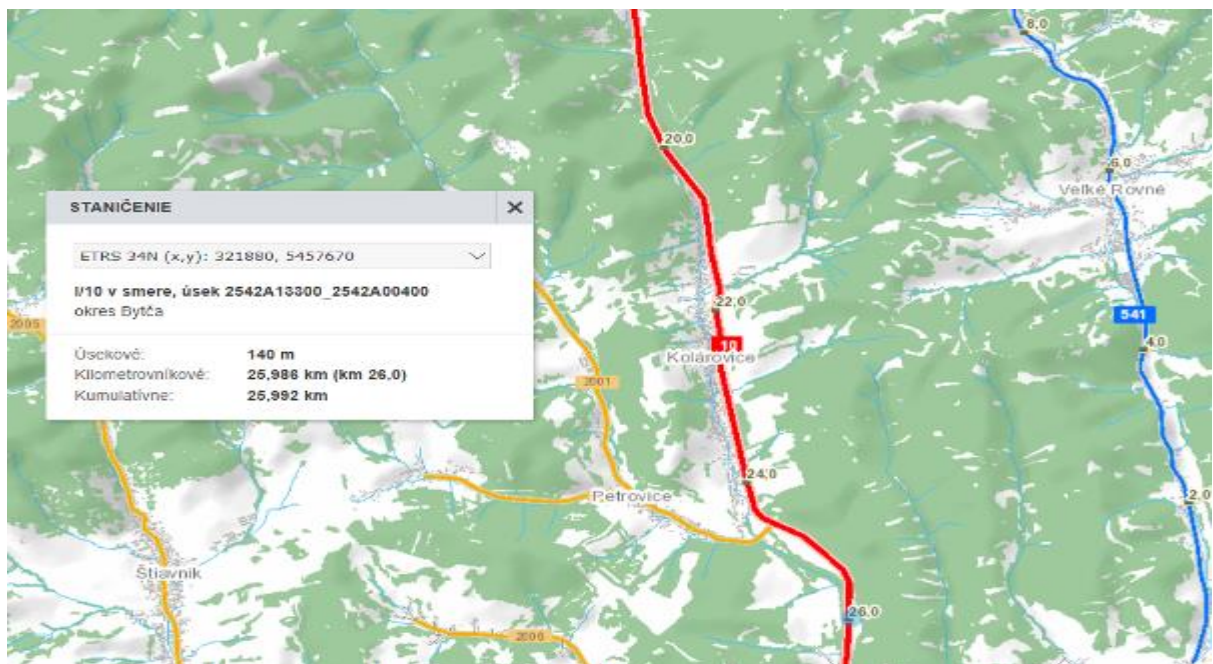 8,0
20,0
6,0
Veľké Rovné
STANIČENIE
ETRS 34N (x,y): 321880, 5457670
I/10 v smere, úsek 2542A13300_2542A00400
okres Bytča
Úsekové: 140 m
Kilometrovníkové: 25,986 km (km 26,0)
Kumulatívne: 25,992 km
22,0
541
10
4,0
Kolárovice
2001
24,0
Petrovice
2,0
Štiavnik
26,0
2006